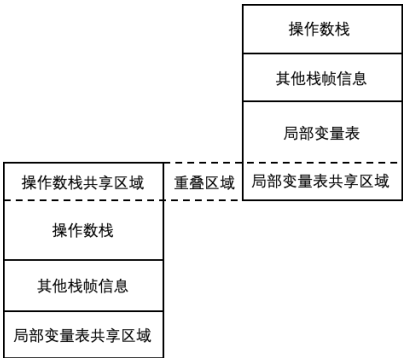 操作数栈
其他栈帧信息
局部变量表
操作数栈共享区域
重叠区域
局部变量表共享区域
操作数栈
其他栈帧信息
局部变量表共享区域